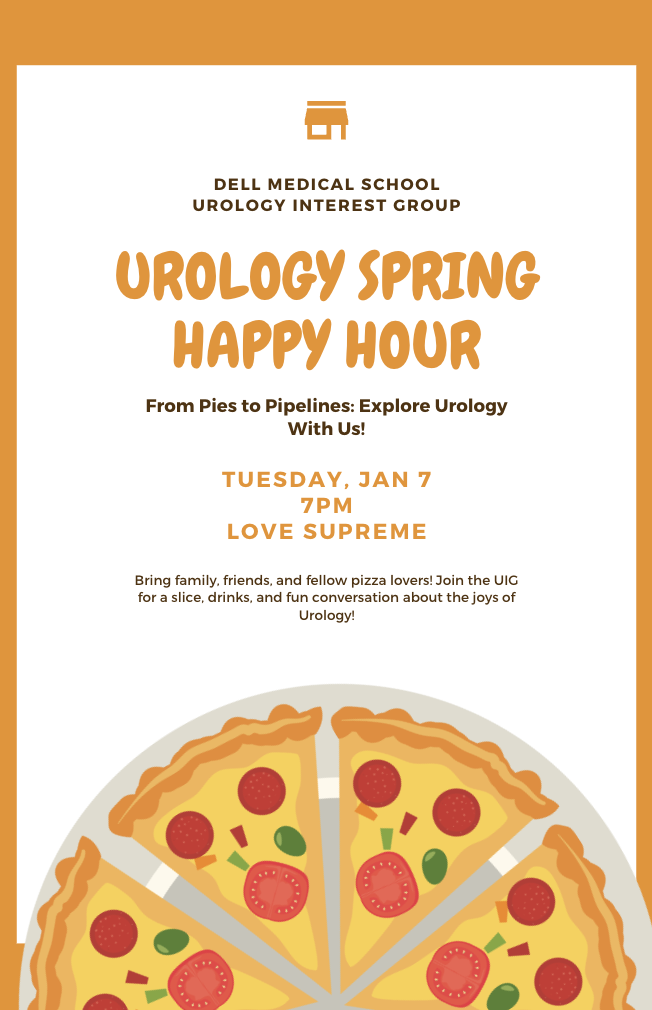 DELL MEDICAL SCHOOL
UROLOGY INTEREST GROUP
UROLOGY SPRING
HAPPY HOUR
From Pies to Pipelines: Explore Urology
With Us!
TUESDAY, JAN 7
7PM
LOVE SUPREME
Bring family, friends, and fellow pizza lovers! Join the UIG
for a slice, drinks, and fun conversation about the joys of
Urology!